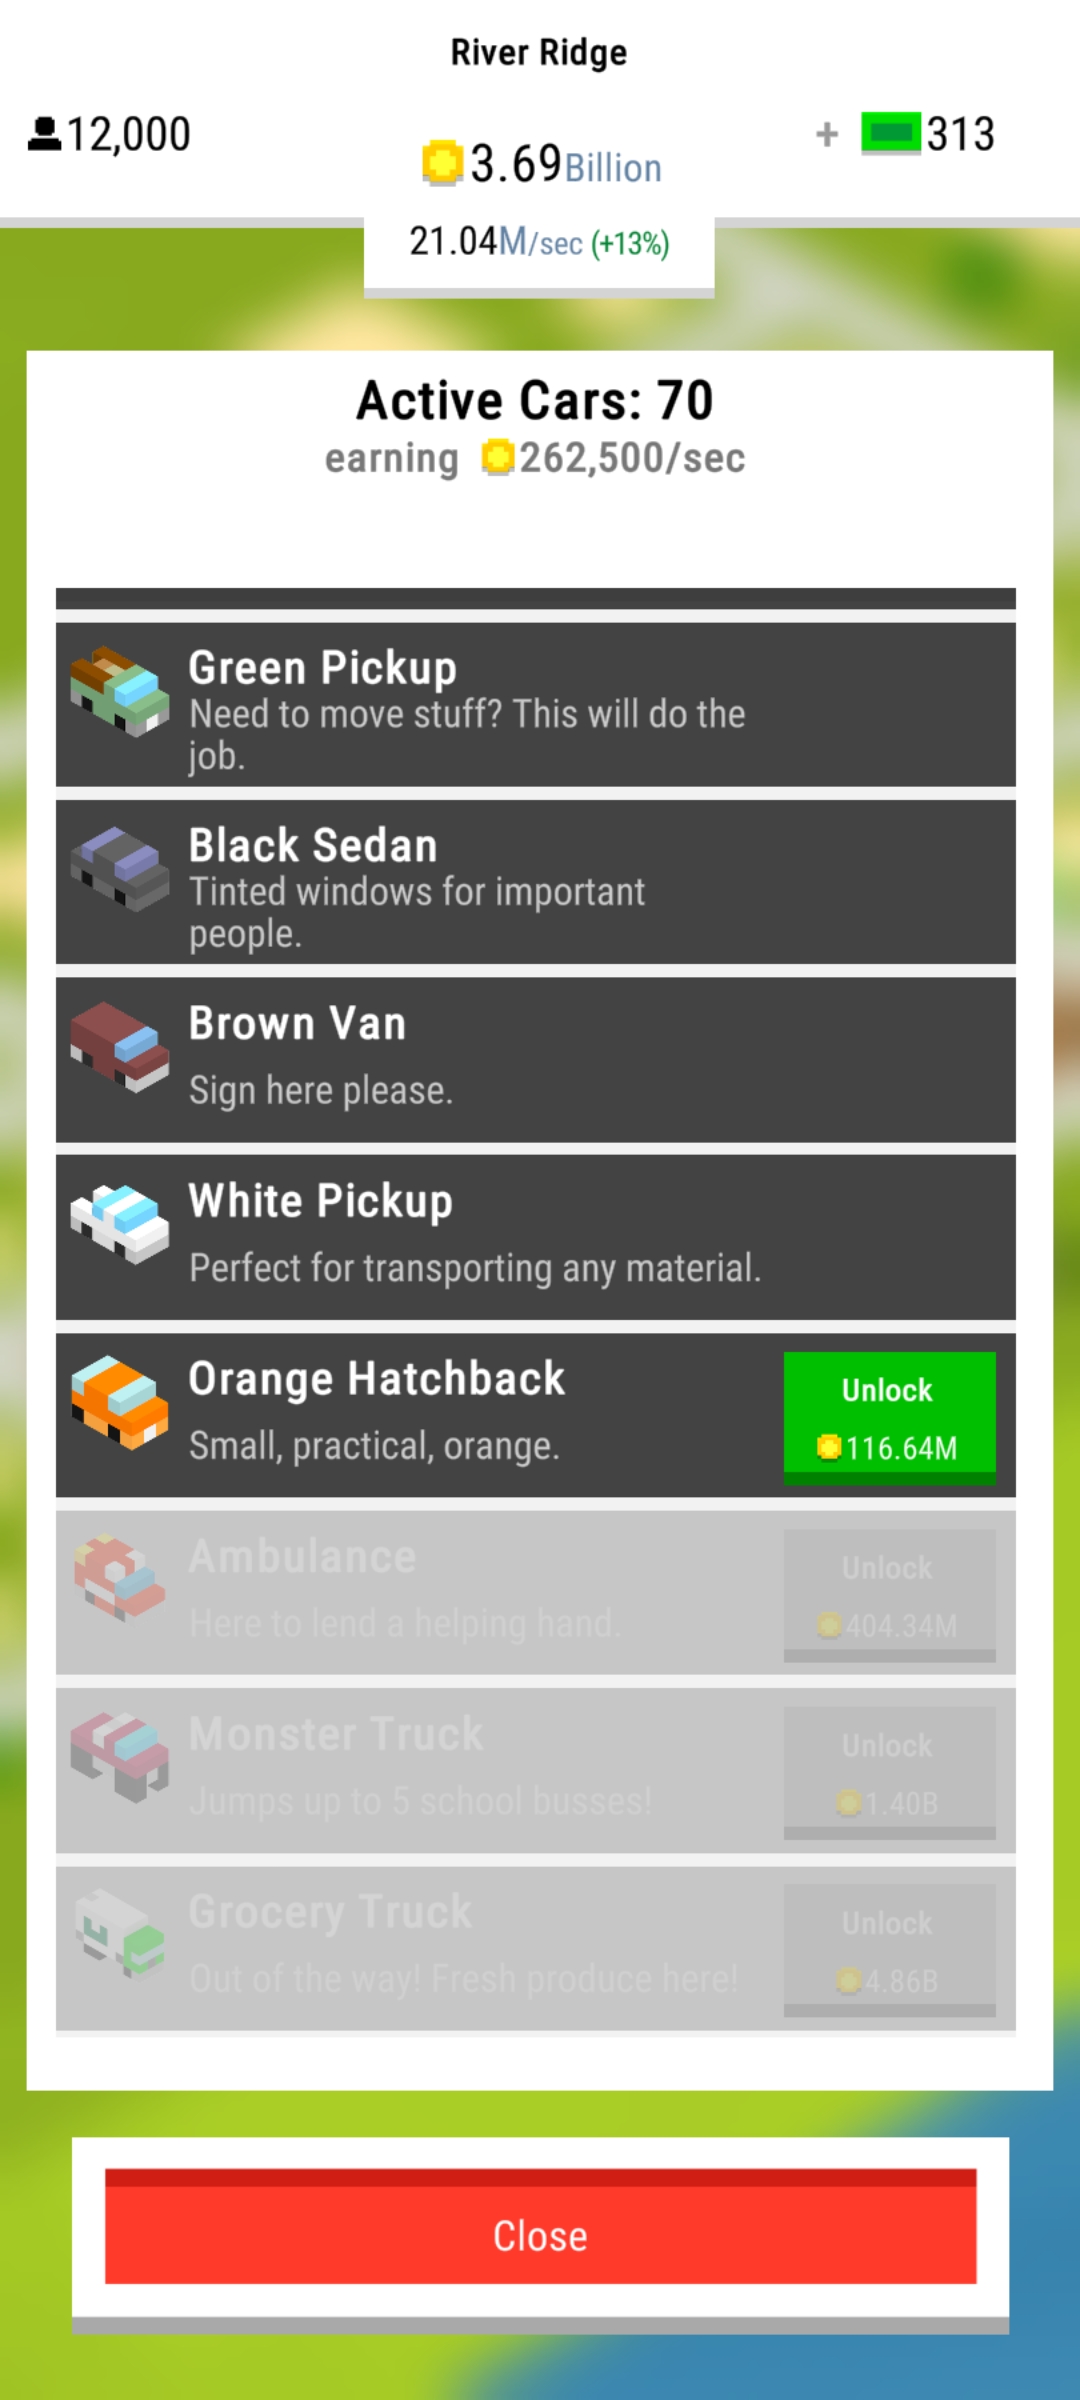 River Ridge
12,000
3.69Billion
+ 313
21.04M/sec (+13%)
Active Cars: 70
earning 262,500/sec
Green Pickup
Need to move stuff? This will do the
job.
Black Sedan
Tinted windows for important
people.
Brown Van
Sign here please.
White Pickup
Perfect for transporting any material.
Orange Hatchback
Small, practical, orange.
Unlock
116.64M
Ambulance
Here to lend a helping hand.
Unlock
404.34M
Monster Truck
Jumps up to 5 school busses!
Unlock
1.40B
Grocery Truck
Out of the way! Fresh produce here!
Unlock
4.86B
Close